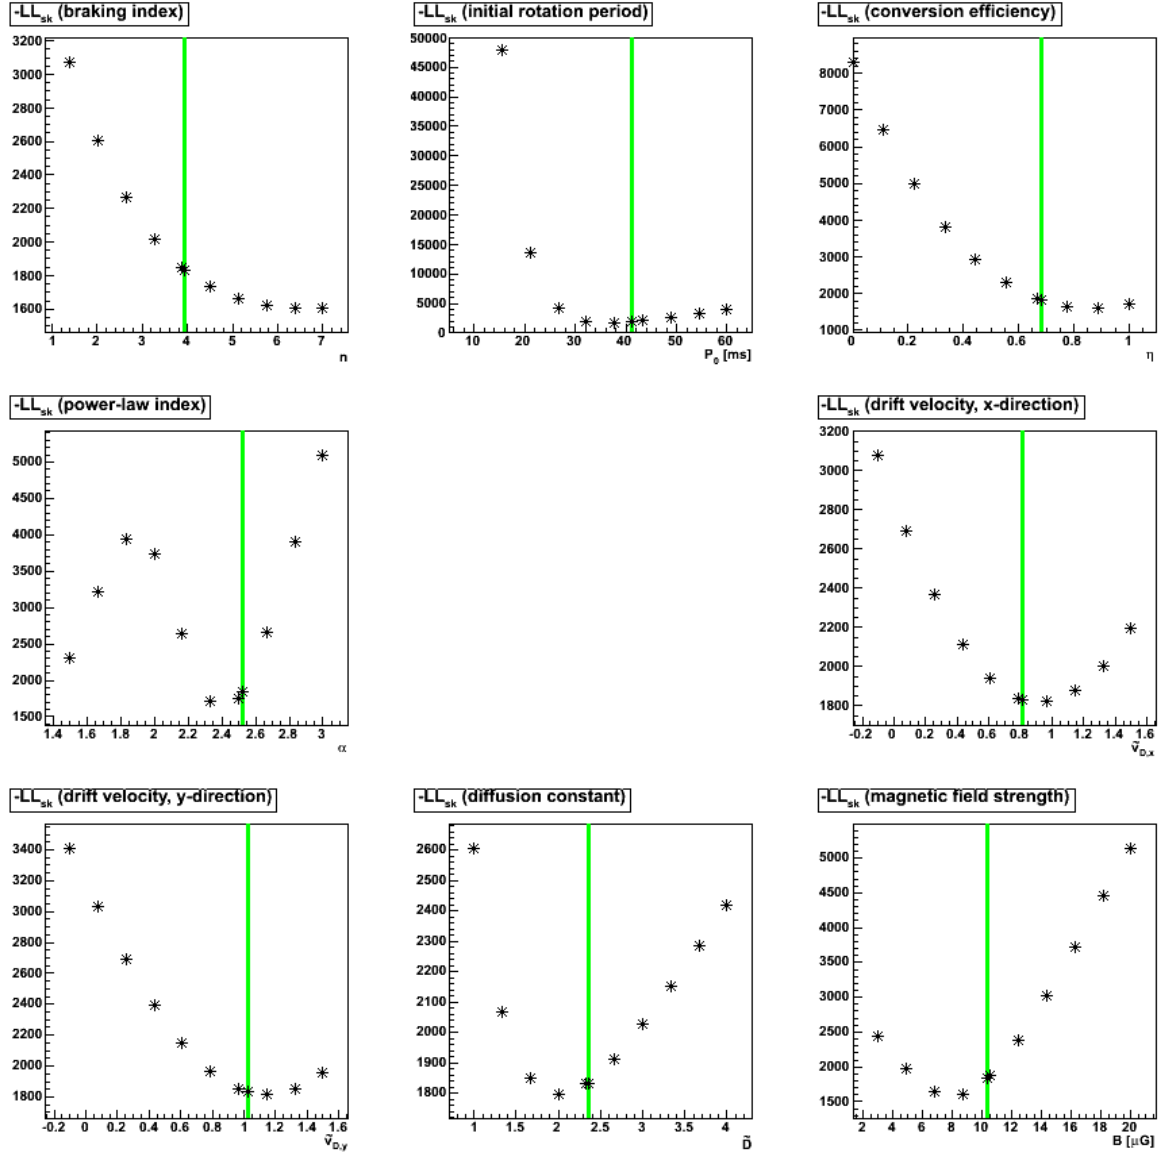 -LLsk (braking index)
3200
3000
2800
2600
2400
2200
2000
1800
1600
1 2 3 4 5 6 7
n
-LLsk (initial rotation period)
50000
45000
40000
35000
30000
25000
20000
15000
10000
5000
0
10 20 30 40 50 60
P0 [ms]
-LLsk (conversion efficiency)
8000
7000
6000
5000
4000
3000
2000
1000
0 0.2 0.4 0.6 0.8 1
η
-LLsk (power-law index)
5000
4500
4000
3500
3000
2500
2000
1500
1.4 1.6 1.8 2 2.2 2.4 2.6 2.8 3
α
-LLsk (drift velocity, x-direction)
3200
3000
2800
2600
2400
2200
2000
1800
-0.2 0 0.2 0.4 0.6 0.8 1 1.2 1.4 1.6
ṽD,x
-LLsk (drift velocity, y-direction)
3400
3200
3000
2800
2600
2400
2200
2000
1800
-0.2 0 0.2 0.4 0.6 0.8 1 1.2 1.4 1.6
ṽD,y
-LLsk (diffusion constant)
2600
2500
2400
2300
2200
2100
2000
1900
1800
1 1.5 2 2.5 3 3.5 4
D̃
-LLsk (magnetic field strength)
5000
4500
4000
3500
3000
2500
2000
1500
2 4 6 8 10 12 14 16 18 20
B [μG]